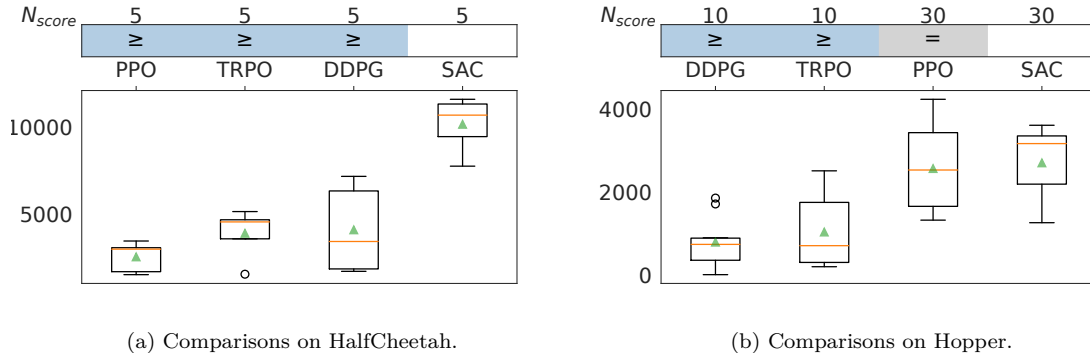 N_score 5 5 5 5
≥ ≥ ≥
PPO TRPO DDPG SAC
10000
5000
(a) Comparisons on HalfCheetah.
N_score 10 10 30 30
≥ ≥ =
DDPG TRPO PPO SAC
4000
2000
0
(b) Comparisons on Hopper.